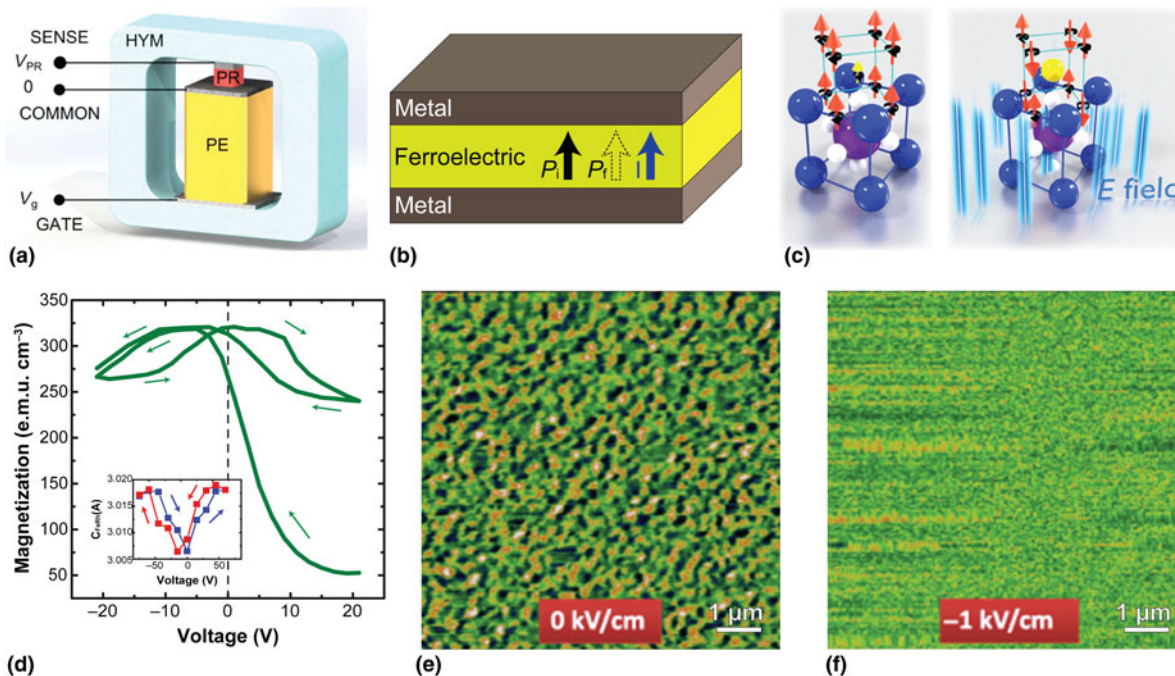 SENSE
HYM
V_PR
PR
0
COMMON
PE
V_g
GATE
(a)
Metal
Ferroelectric
P_i
P_f
I
Metal
(b)
E field
(c)
350
300
250
200
150
100
50
Magnetization (e.m.u. cm⁻³)
–20
–10
0
10
20
Voltage (V)
3.020
3.015
3.010
3.005
–50
0
50
Voltage (V)
(d)
0 kV/cm
1 μm
(e)
–1 kV/cm
1 μm
(f)